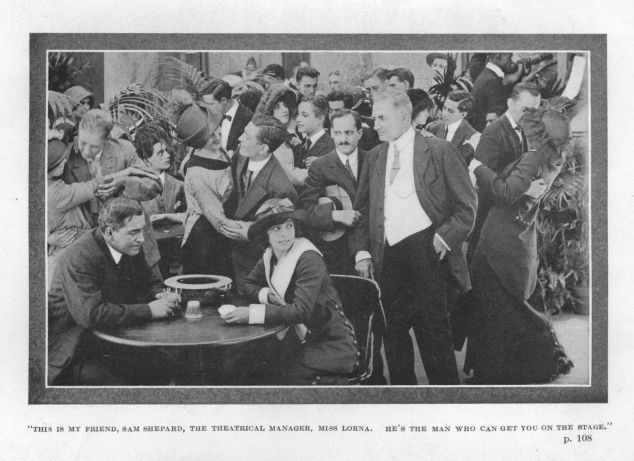 "THIS IS MY FRIEND, SAM SHEPARD, THE THEATRICAL MANAGER, MISS LORNA. HE'S THE MAN WHO CAN GET YOU ON THE STAGE."
p. 108